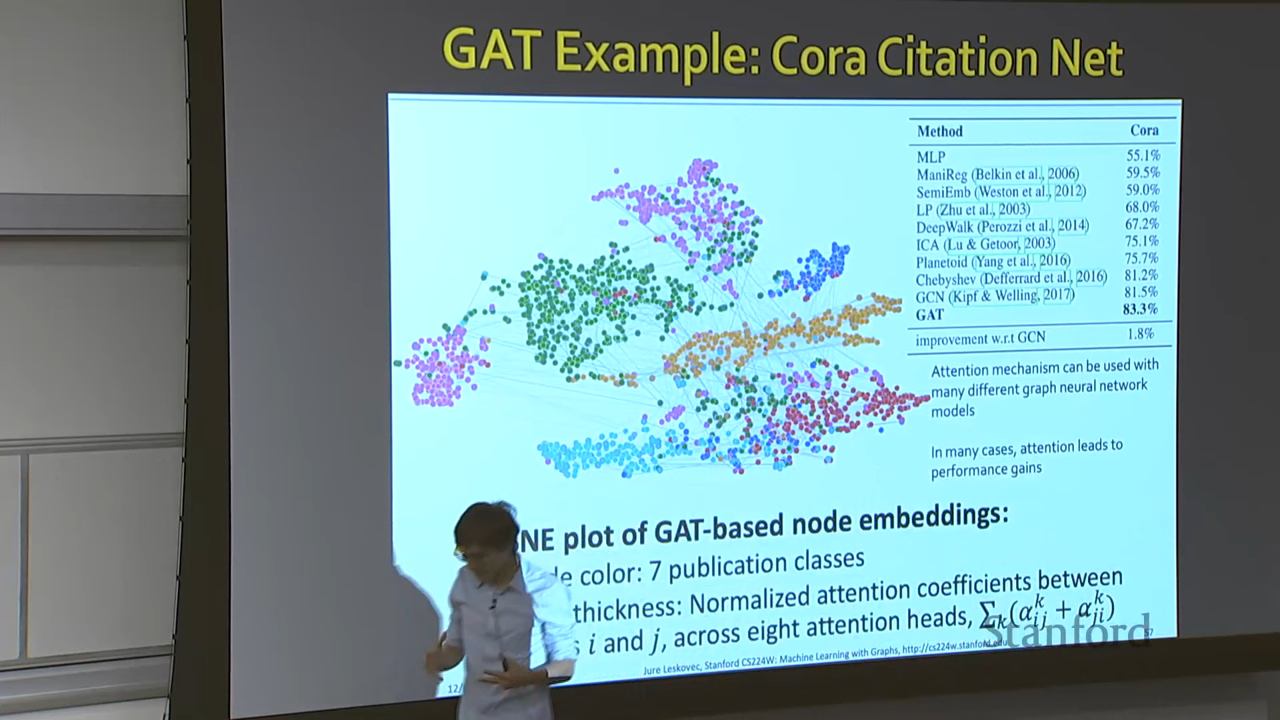 GAT Example: Cora Citation Net
Method Cora
MLP 55.1%
ManiReg (Belkin et al., 2006) 59.5%
SemiEmb (Weston et al., 2012) 59.0%
LP (Zhu et al., 2003) 68.0%
DeepWalk (Perozzi et al., 2014) 67.2%
ICA (Lu & Getoor, 2003) 75.1%
Planetoid (Yang et al., 2016) 75.7%
Chebyshev (Defferrard et al., 2016) 81.2%
GCN (Kipf & Welling, 2017) 81.5%
GAT 83.3%
improvement w.r.t GCN 1.8%
Attention mechanism can be used with
many different graph neural network
models
In many cases, attention leads to
performance gains
NE plot of GAT-based node embeddings:
color: 7 publication classes
thickness: Normalized attention coefficients between
i and j, across eight attention heads, ∑k(αᵏij + αᵏji)
Stanford
Jure Leskovec, Stanford CS224W: Machine Learning with Graphs, http://cs224w.stanford.edu
12/